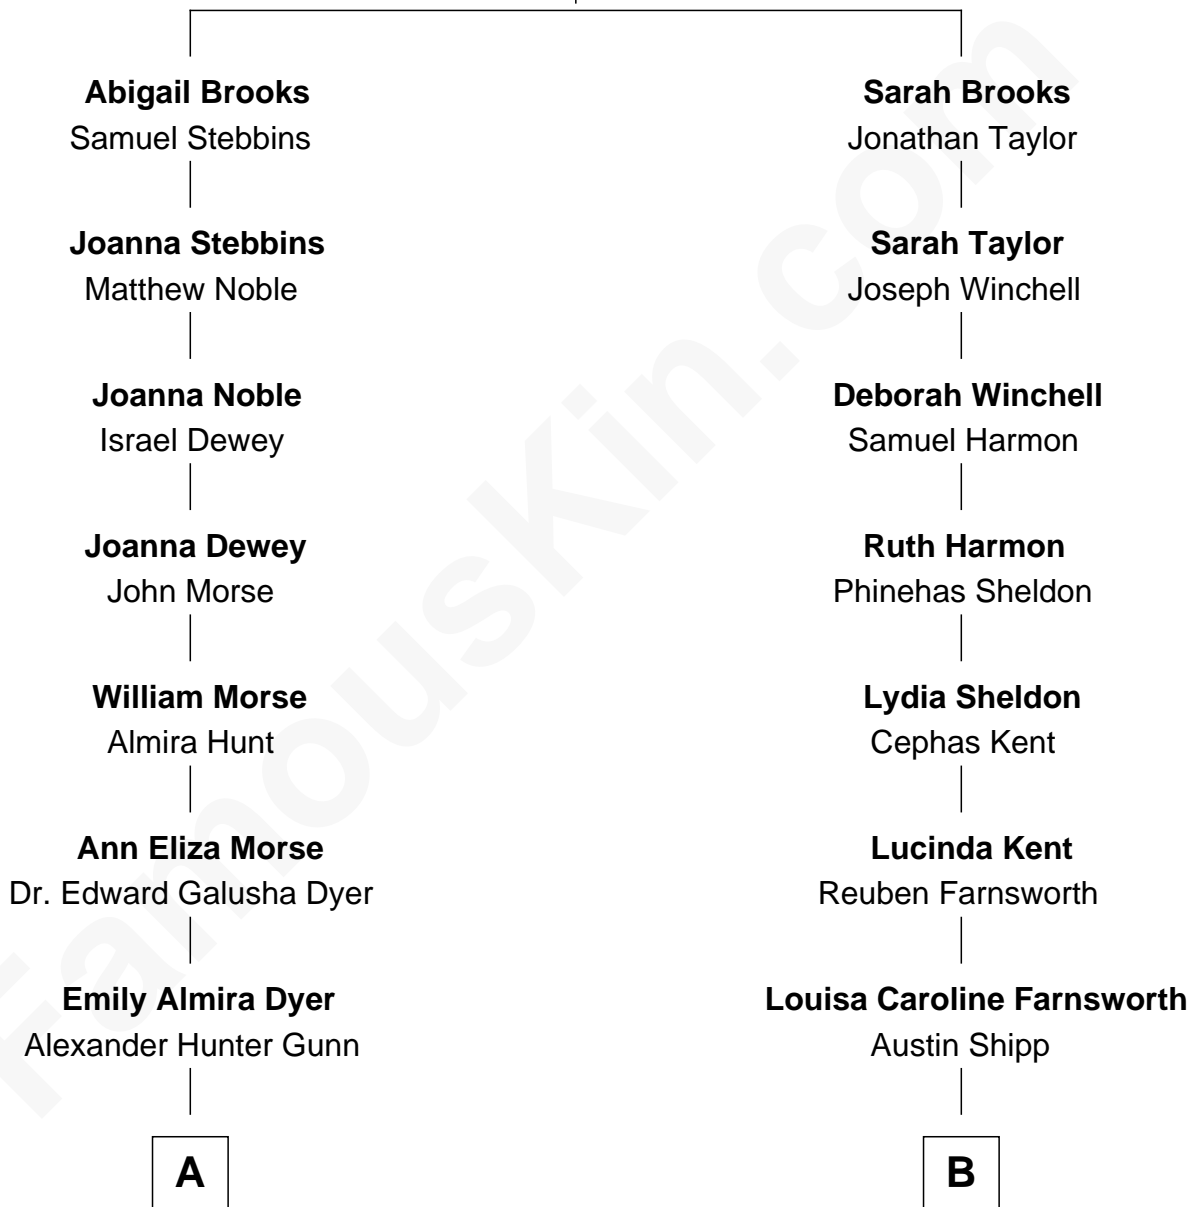 Abigail Brooks
Samuel Stebbins
Sarah Brooks
Jonathan Taylor
Joanna Stebbins
Matthew Noble
Sarah Taylor
Joseph Winchell
Joanna Noble
Israel Dewey
Deborah Winchell
Samuel Harmon
Joanna Dewey
John Morse
Ruth Harmon
Phinehas Sheldon
William Morse
Almira Hunt
Lydia Sheldon
Cephas Kent
Ann Eliza Morse
Dr. Edward Galusha Dyer
Lucinda Kent
Reuben Farnsworth
Emily Almira Dyer
Alexander Hunter Gunn
Louisa Caroline Farnsworth
Austin Shipp
A
B
FamousKin.com